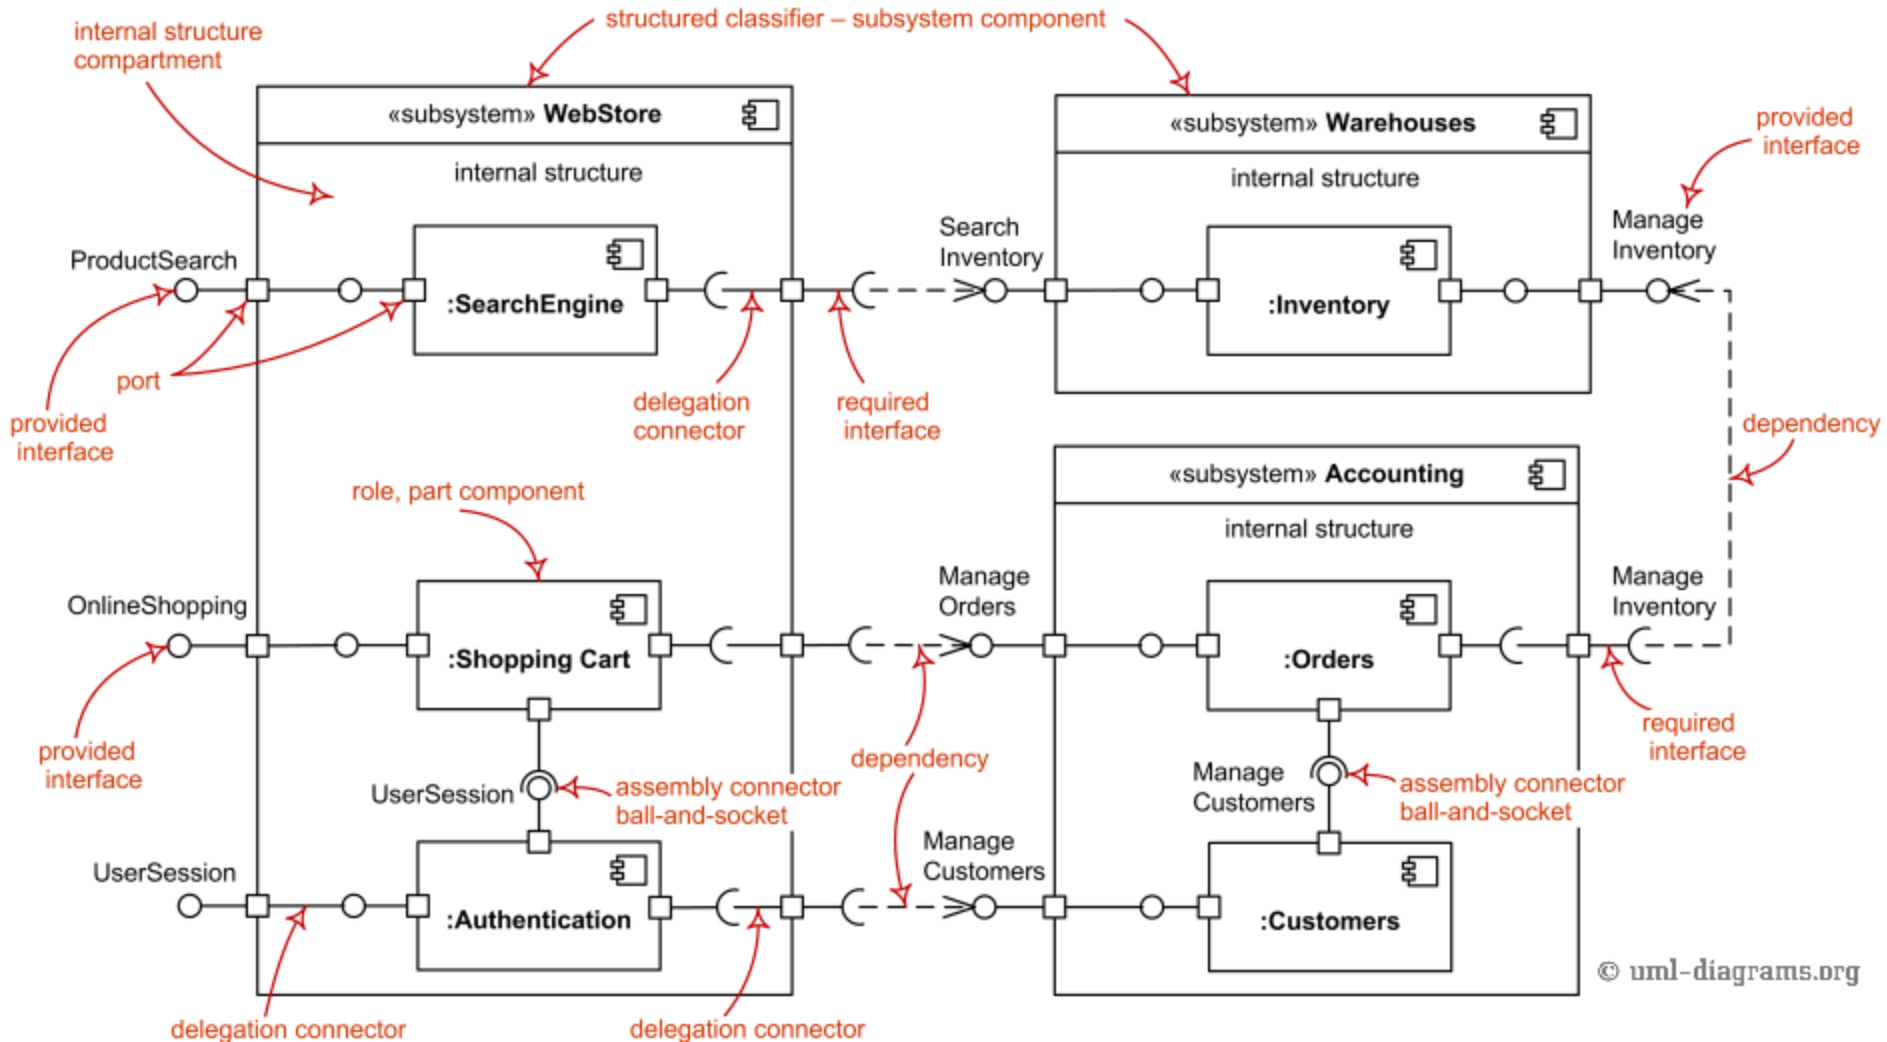 structured classifier – subsystem component
internal structure
compartment
«subsystem» WebStore
«subsystem» Warehouses
provided
interface
internal structure
internal structure
ProductSearch
Search
Inventory
Manage
Inventory
:SearchEngine
:Inventory
port
provided
interface
delegation
connector
required
interface
dependency
«subsystem» Accounting
role, part component
internal structure
OnlineShopping
Manage
Orders
Manage
Inventory
:Shopping Cart
:Orders
provided
interface
dependency
required
interface
UserSession
assembly connector
ball-and-socket
Manage
Customers
assembly connector
ball-and-socket
UserSession
Manage
Customers
:Authentication
:Customers
© uml-diagrams.org
delegation connector
delegation connector